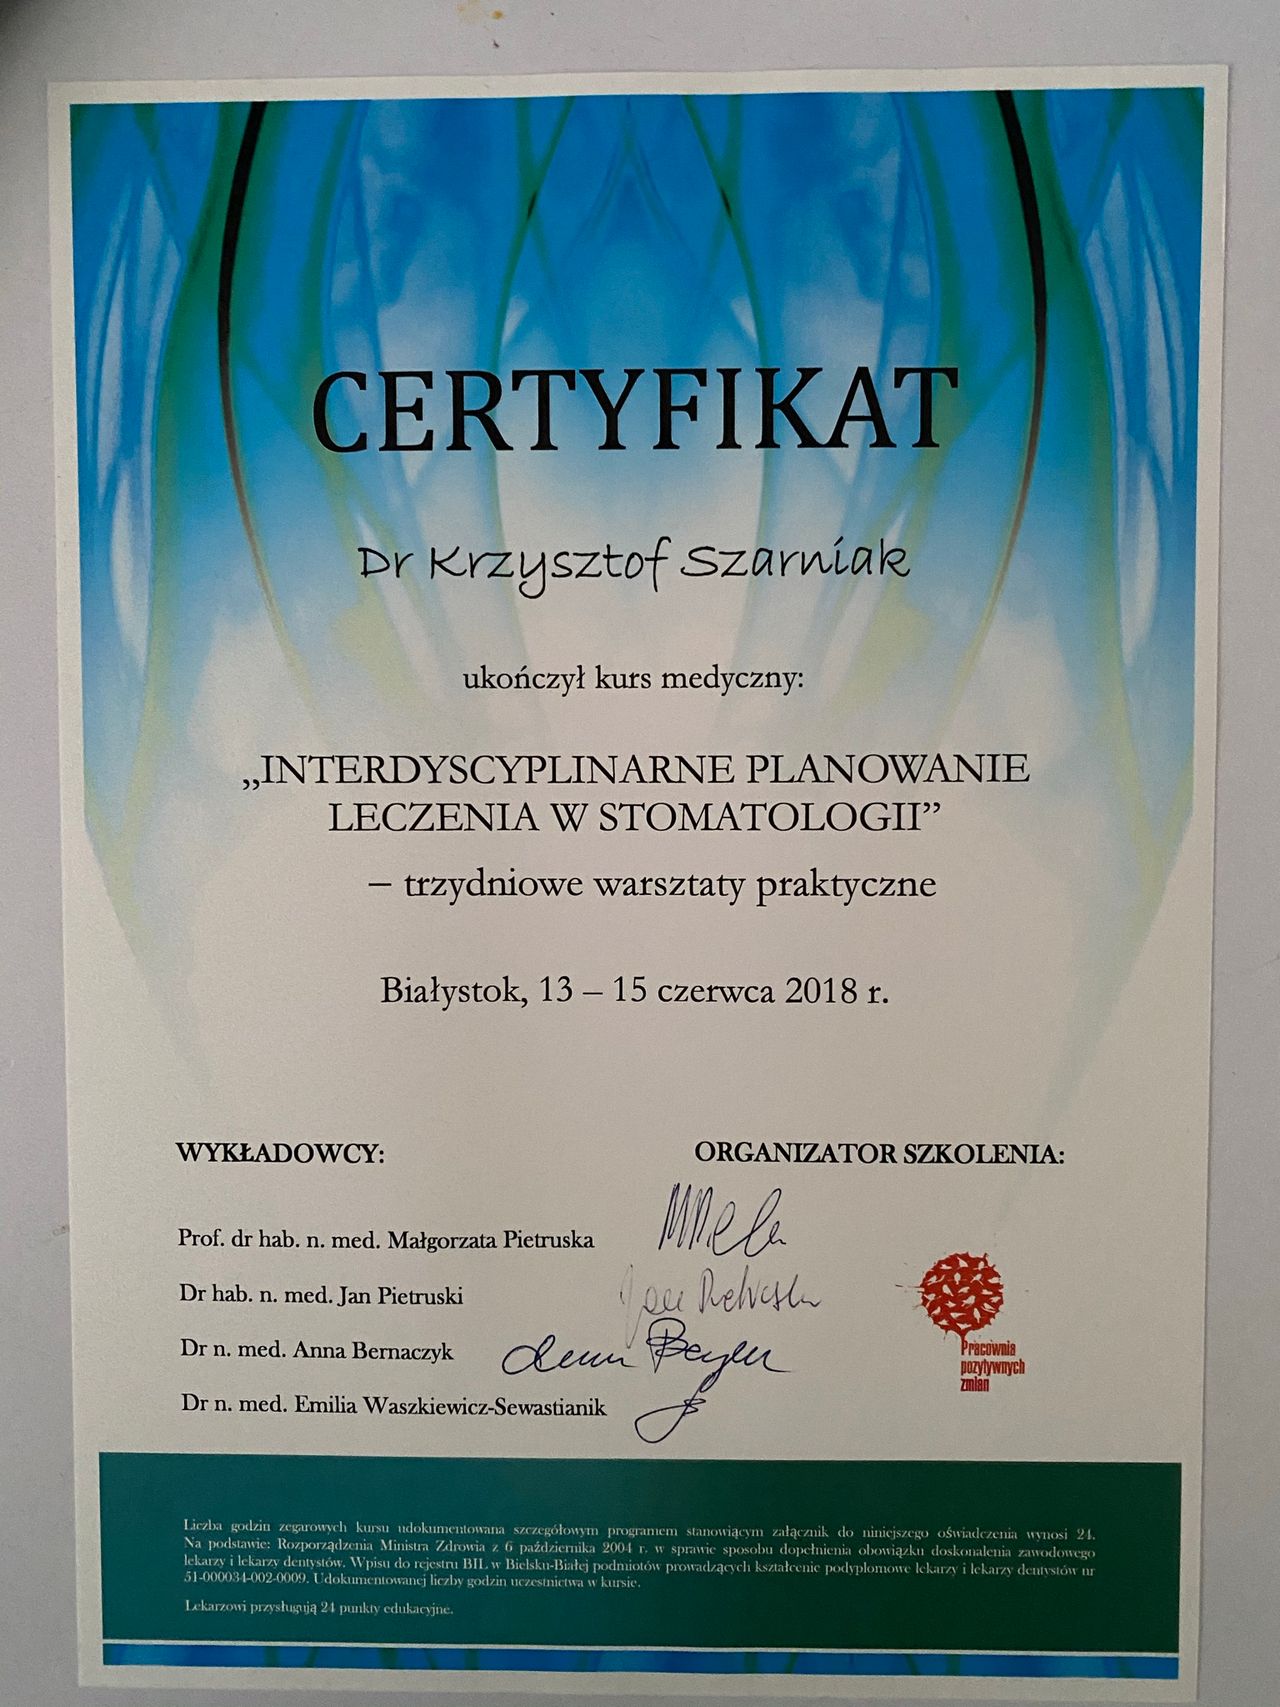 CERTYFIKAT
Dr Krzysztof Szarniak
ukończył kurs medyczny:
„INTERDYSCYPLINARNE PLANOWANIE
LECZENIA W STOMATOLOGII”
– trzydniowe warsztaty praktyczne
Białystok, 13 – 15 czerwca 2018 r.
WYKŁADOWCY:
Prof. dr hab. n. med. Małgorzata Pietruska
Dr hab. n. med. Jan Pietruski
Dr n. med. Anna Bernaczyk
Dr n. med. Emilia Waszkiewicz-Sewastianik
ORGANIZATOR SZKOLENIA:
Pracownia
pozytywnych
zmian
Liczba godzin zegarowych kursu udokumentowana szczegółowym programem stanowiącym załącznik do niniejszego oświadczenia wynosi 24.
Na podstawie: Rozporządzenia Ministra Zdrowia z 6 października 2004 r. w sprawie sposobu dopełnienia obowiązku doskonalenia zawodowego
lekarzy i lekarzy dentystów. Wpisu do rejestru BIL w Bielsku-Białej podmiotów prowadzących kształcenie podyplomowe lekarzy i lekarzy dentystów nr
51-000034-002-0009. Udokumentowanej liczby godzin uczestnictwa w kursie.
Lekarzowi przysługują 24 punkty edukacyjne.